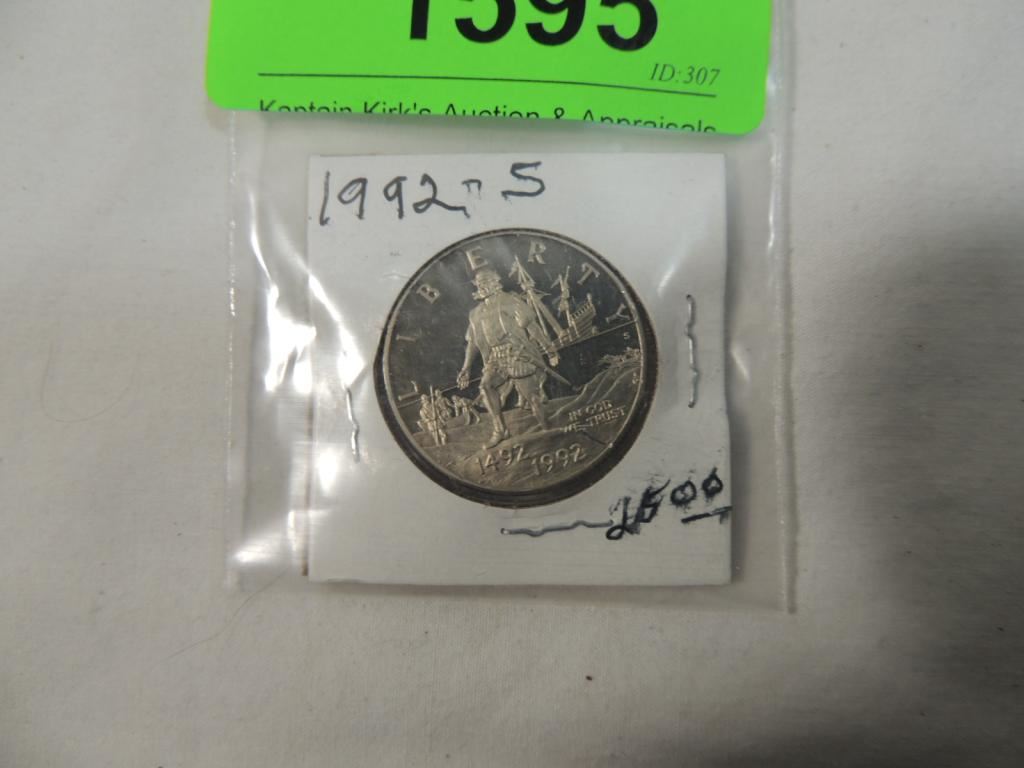 1595
ID:307
Kaptain Kirk's Auction & Appraisals
1992-S
LIBERTY
S
IN GOD
WE TRUST
1492 1992